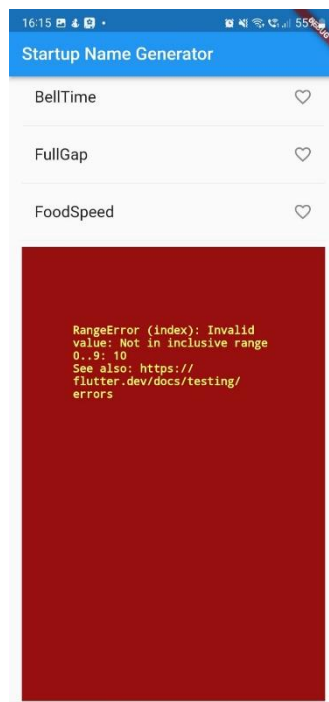 16:15
55%
Startup Name Generator
BellTime
FullGap
FoodSpeed
RangeError (index): Invalid
value: Not in inclusive range
0..9: 10
See also: https://
flutter.dev/docs/testing/
errors